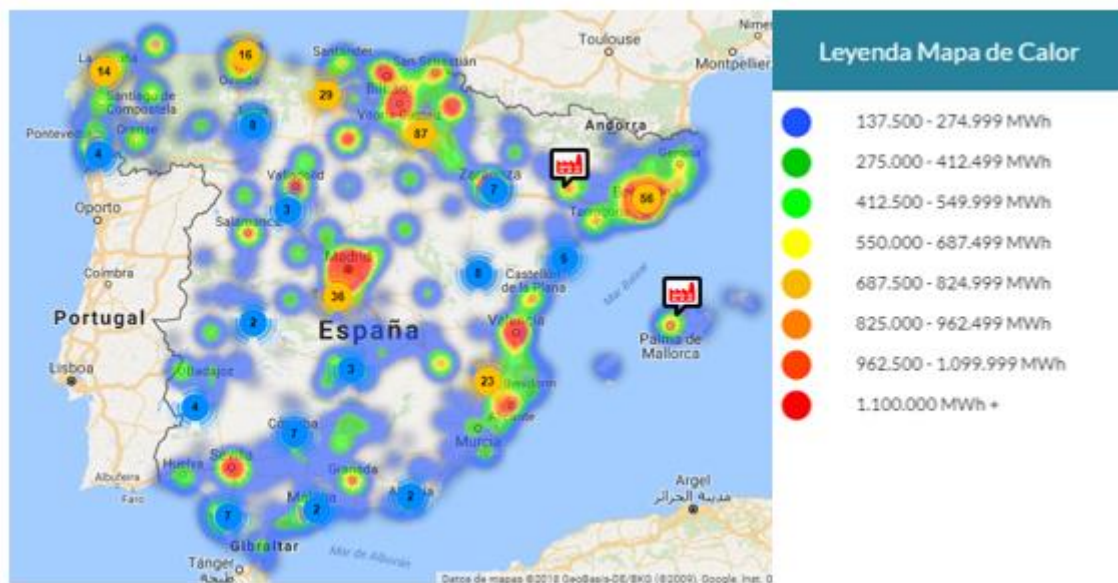 Leyenda Mapa de Calor
137.500 - 274.999 MWh
275.000 - 412.499 MWh
412.500 - 549.999 MWh
550.000 - 687.499 MWh
687.500 - 824.999 MWh
825.000 - 962.499 MWh
962.500 - 1.099.999 MWh
1.100.000 MWh +
Toulouse
Montpellier
Santander
San Sebastián
16
14
29
Santiago de
Compostela
Orense
8
87
Andorra
Gerona
Pontevedra
4
Valladolid
Zaragoza
7
56
Tarragona
Oporto
3
Salamanca
Madrid
5
8
Castellón
de la Plana
Mar Balear
Coimbra
36
Portugal
2
España
Valencia
Palma de
Mallorca
Lisboa
3
23
Benidorm
Badajoz
4
Alicante
Córdoba
7
Murcia
Sevilla
Huelva
Granada
Albufeira
Faro
7
Málaga
2
2
Argel
مدينة الجزائر
Gibraltar
Mar de Alborán
Tánger
طنجة
Datos de mapas ©2018 GeoBasis-DE/BKG (©2009), Google, Inst. G